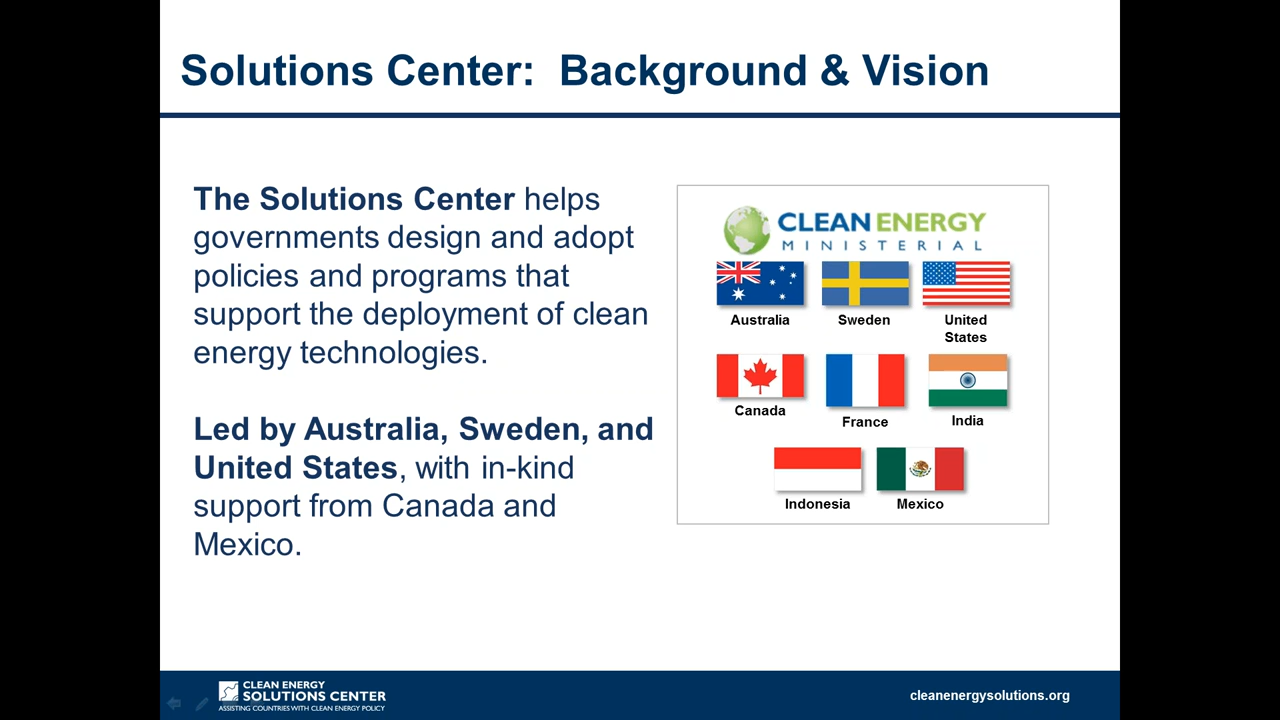 Solutions Center:  Background & Vision
The Solutions Center helps
governments design and adopt
policies and programs that
support the deployment of clean
energy technologies.
Led by Australia, Sweden, and
United States, with in-kind
support from Canada and
Mexico.
CLEAN ENERGY
MINISTERIAL
Australia
Sweden
United
States
Canada
France
India
Indonesia
Mexico
CLEAN ENERGY
SOLUTIONS CENTER
ASSISTING COUNTRIES WITH CLEAN ENERGY POLICY
cleanenergysolutions.org